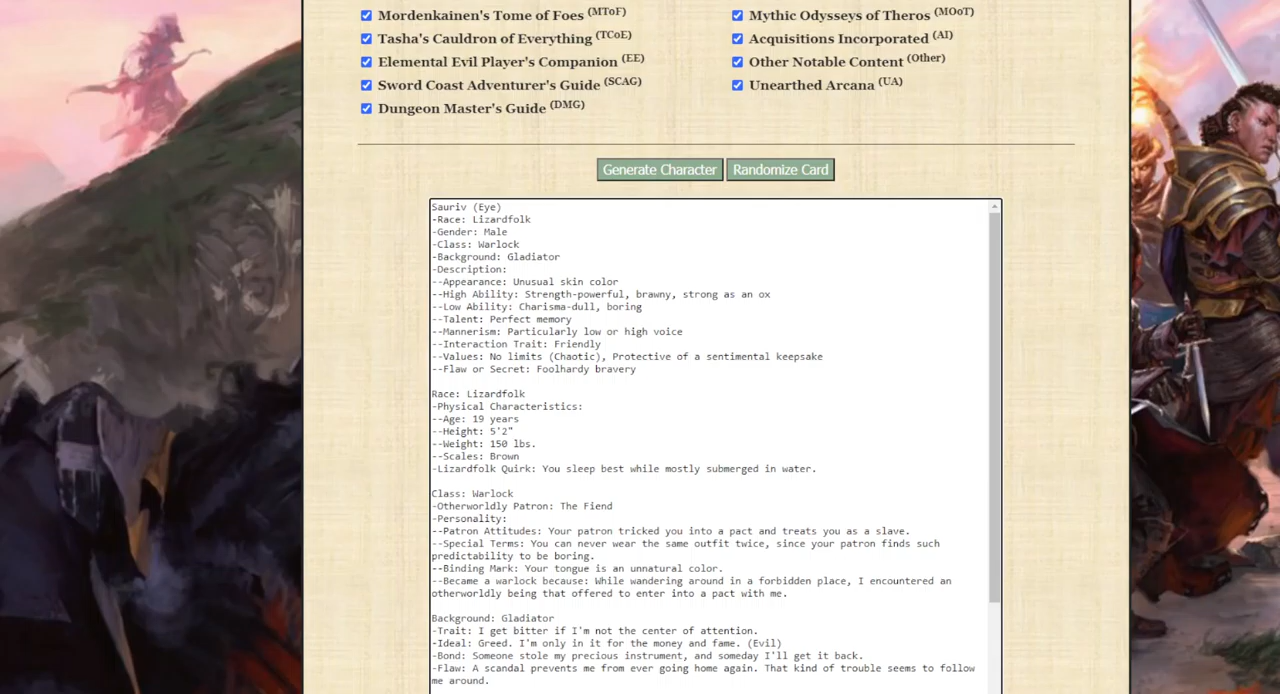 Mordenkainen's Tome of Foes (MToF)
Mythic Odysseys of Theros (MOoT)
Tasha's Cauldron of Everything (TCoE)
Acquisitions Incorporated (AI)
Elemental Evil Player's Companion (EE)
Other Notable Content (Other)
Sword Coast Adventurer's Guide (SCAG)
Unearthed Arcana (UA)
Dungeon Master's Guide (DMG)
Generate Character
Randomize Card
Sauriv (Eye)
-Race: Lizardfolk
-Gender: Male
-Class: Warlock
-Background: Gladiator
-Description:
--Appearance: Unusual skin color
--High Ability: Strength-powerful, brawny, strong as an ox
--Low Ability: Charisma-dull, boring
--Talent: Perfect memory
--Mannerism: Particularly low or high voice
--Interaction Trait: Friendly
--Values: No limits (Chaotic), Protective of a sentimental keepsake
--Flaw or Secret: Foolhardy bravery
Race: Lizardfolk
-Physical Characteristics:
--Age: 19 years
--Height: 5'2"
--Weight: 150 lbs.
--Scales: Brown
-Lizardfolk Quirk: You sleep best while mostly submerged in water.
Class: Warlock
-Otherworldly Patron: The Fiend
-Personality:
--Patron Attitudes: Your patron tricked you into a pact and treats you as a slave.
--Special Terms: You can never wear the same outfit twice, since your patron finds such
predictability to be boring.
--Binding Mark: Your tongue is an unnatural color.
--Became a warlock because: While wandering around in a forbidden place, I encountered an
otherworldly being that offered to enter into a pact with me.
Background: Gladiator
-Trait: I get bitter if I'm not the center of attention.
-Ideal: Greed. I'm only in it for the money and fame. (Evil)
-Bond: Someone stole my precious instrument, and someday I'll get it back.
-Flaw: A scandal prevents me from ever going home again. That kind of trouble seems to follow
me around.